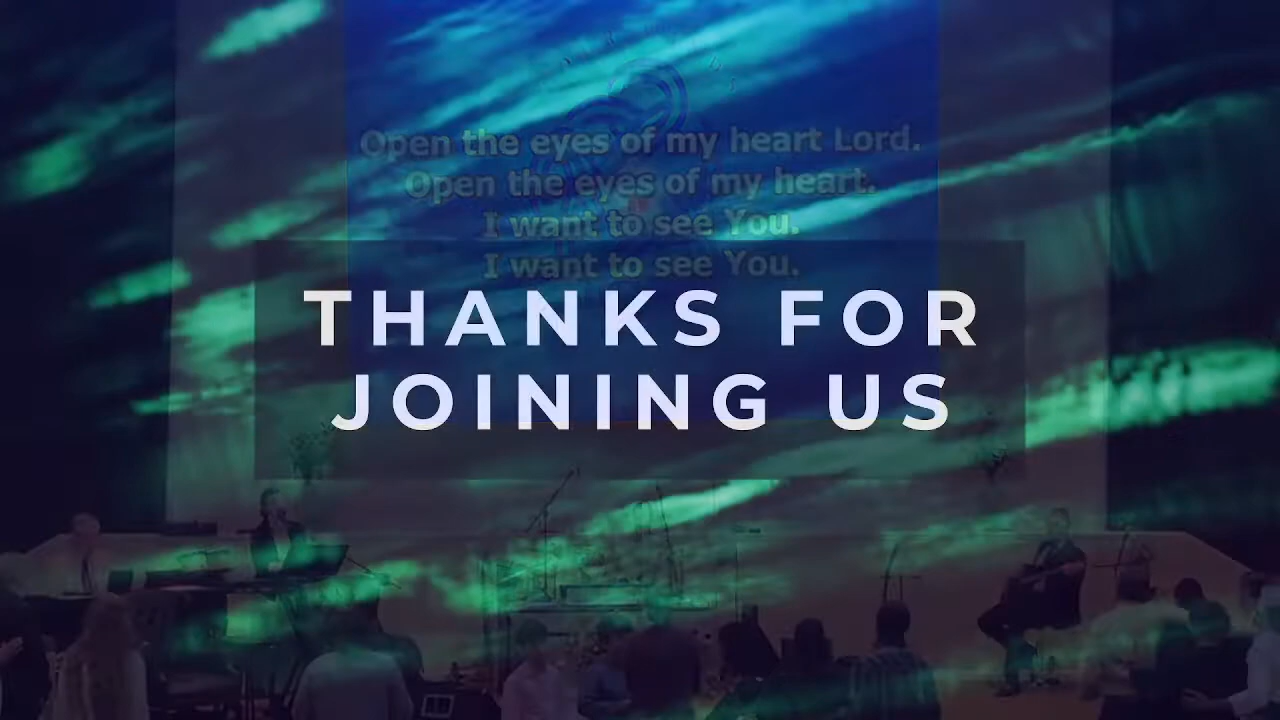 Open the eyes of my heart Lord.
Open the eyes of my heart.
I want to see You.
I want to see You.
THANKS FOR
JOINING US